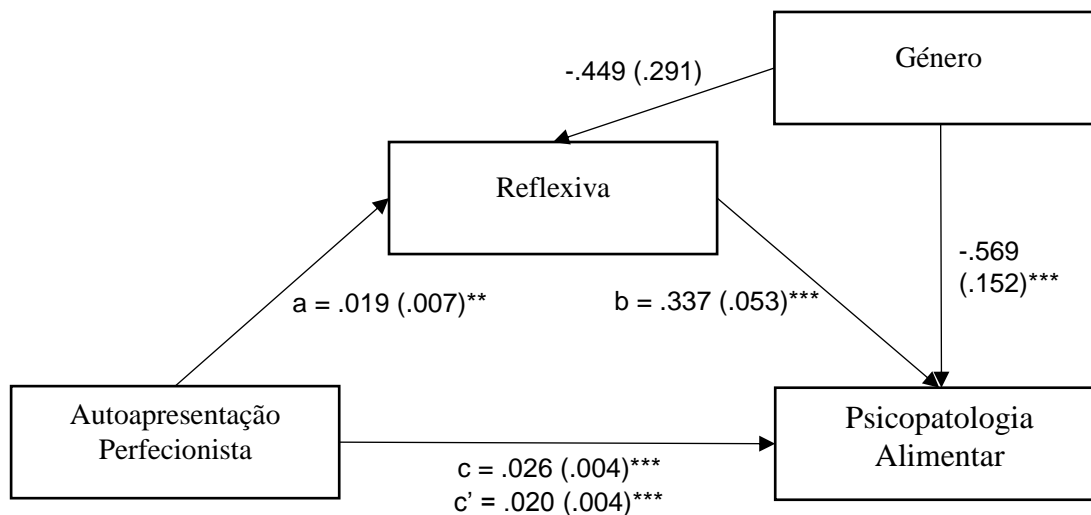 Género
-.449 (.291)
Reflexiva
-.569
(.152)***
a = .019 (.007)**
b = .337 (.053)***
Autoapresentação
Perfecionista
Psicopatologia
Alimentar
c = .026 (.004)***
c’ = .020 (.004)***